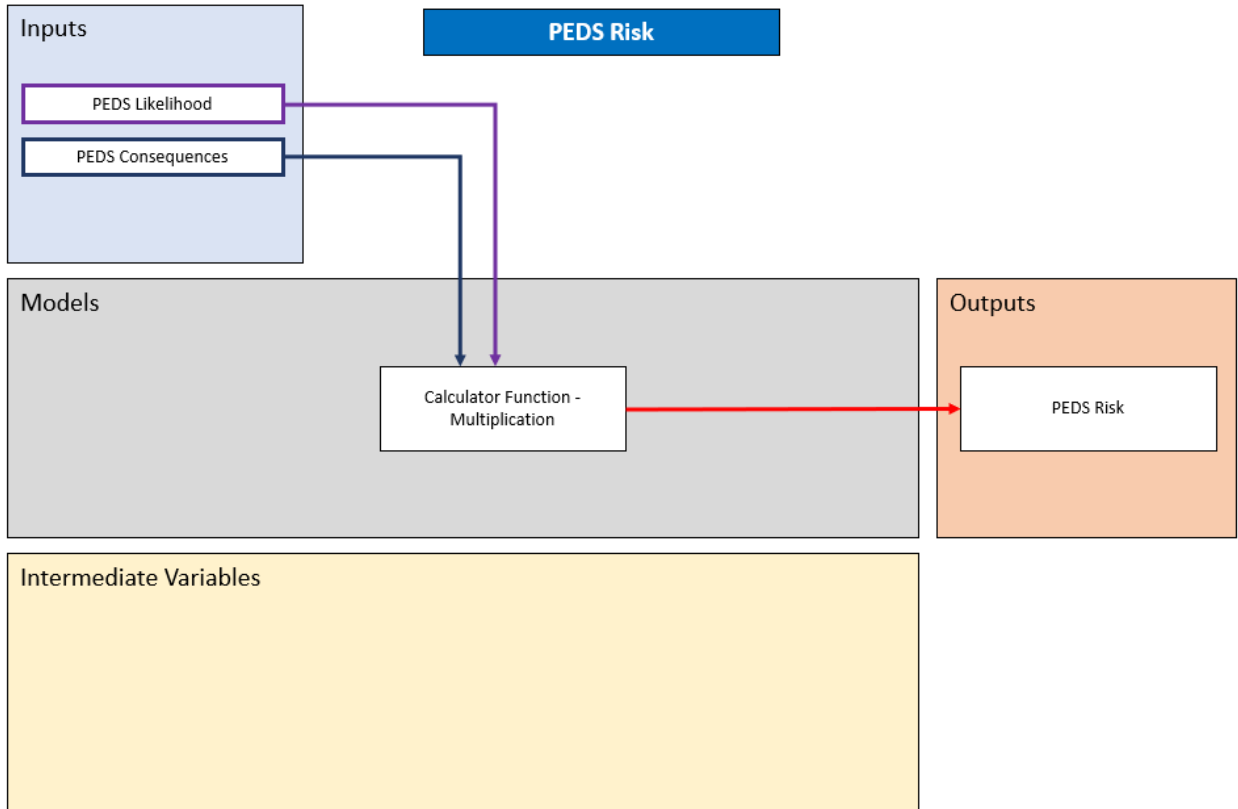 Inputs
PEDS Risk
PEDS Likelihood
PEDS Consequences
Models
Outputs
Calculator Function -
Multiplication
PEDS Risk
Intermediate Variables